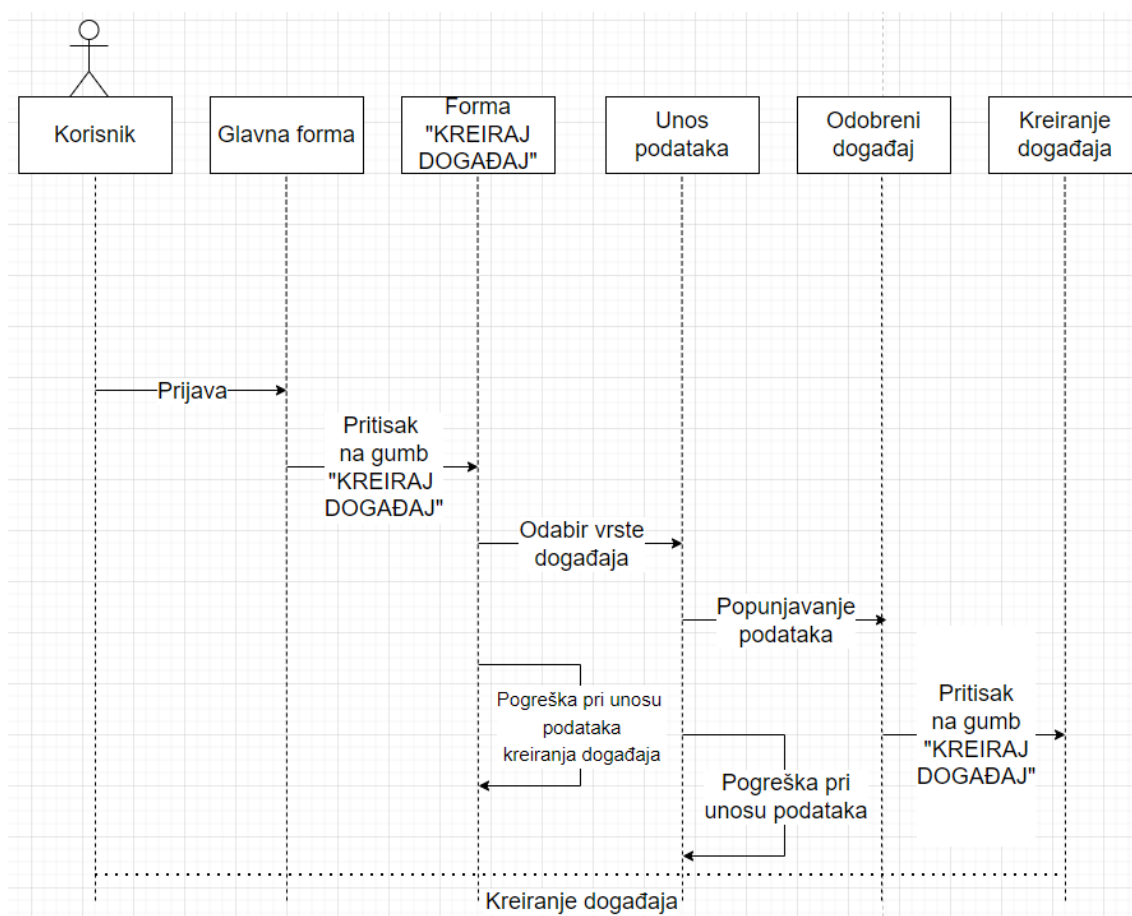 Korisnik
Glavna forma
Forma
"KREIRAJ
DOGAĐAJ"
Unos
podataka
Odobreni
događaj
Kreiranje
događaja
Prijava
Pritisak
na gumb
"KREIRAJ
DOGAĐAJ"
Odabir vrste
događaja
Popunjavanje
podataka
Pogreška pri unosu
podataka
kreiranja događaja
Pritisak
na gumb
"KREIRAJ
DOGAĐAJ"
Pogreška pri
unosu podataka
Kreiranje događaja